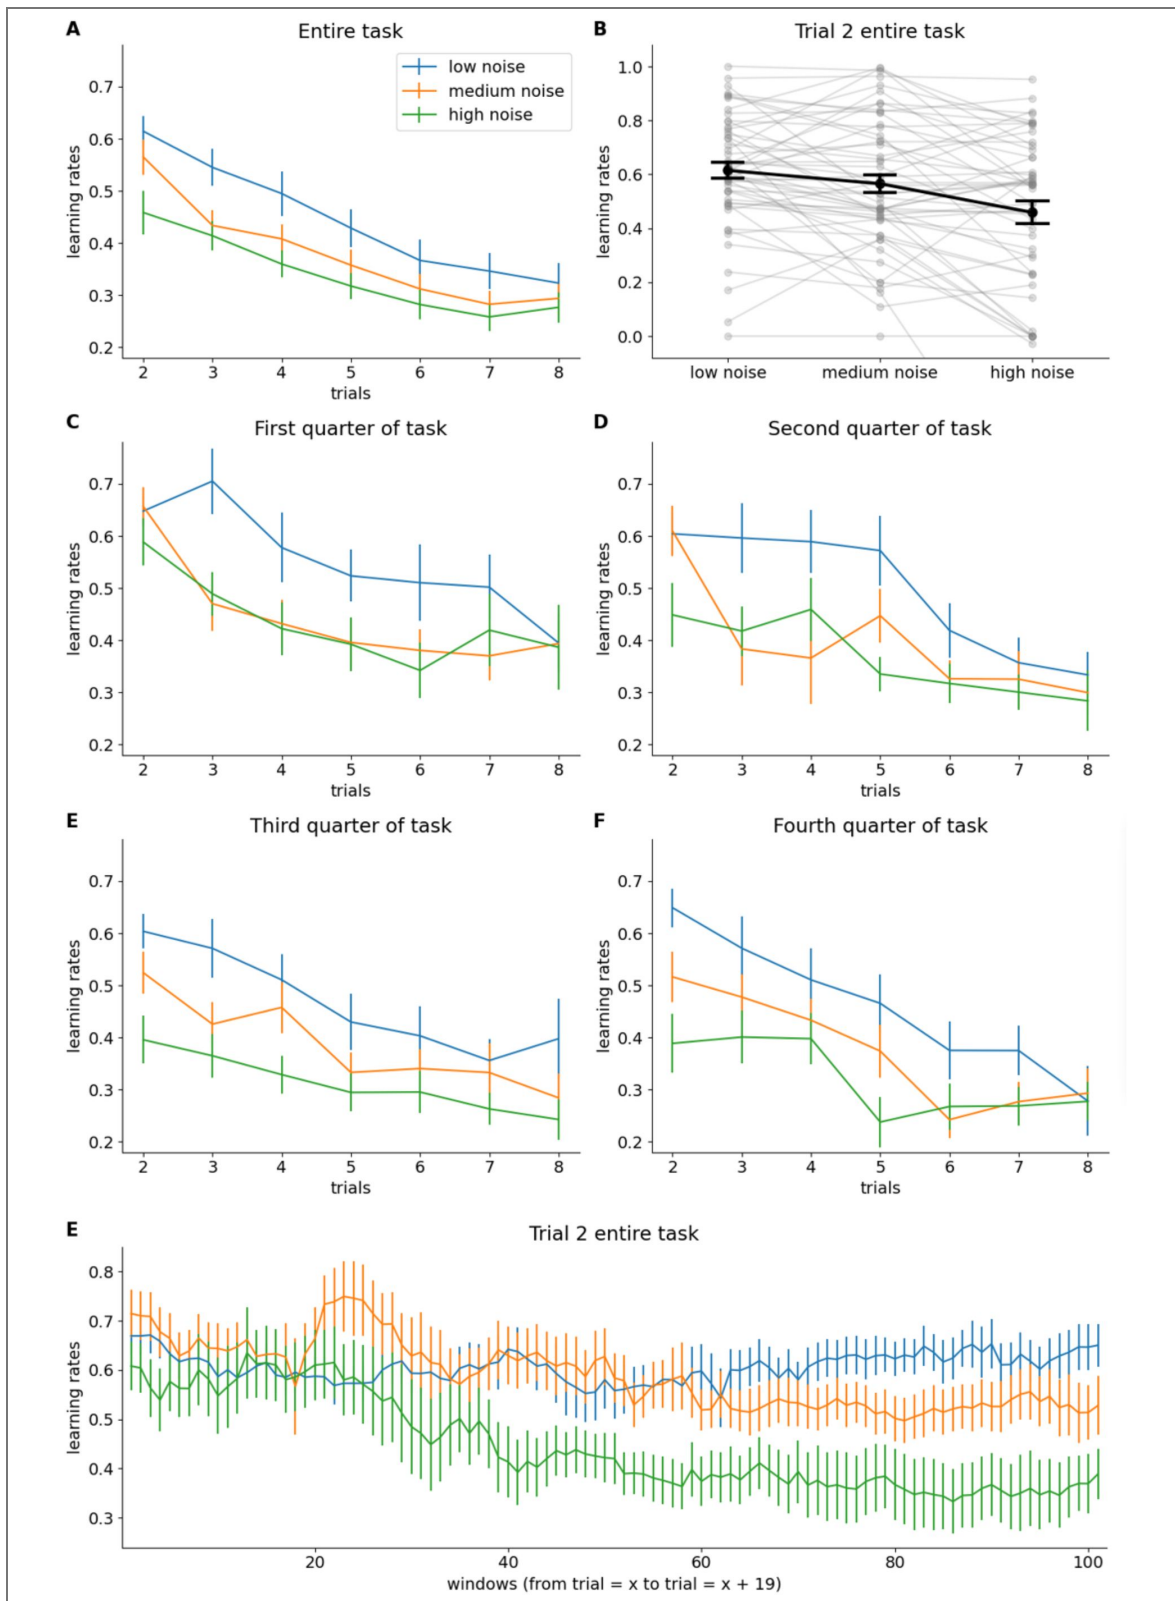 A
Entire task
low noise
medium noise
high noise
0.7
0.6
0.5
0.4
0.3
0.2
learning rates
2 3 4 5 6 7 8
trials
B
Trial 2 entire task
1.0
0.8
0.6
0.4
0.2
0.0
learning rates
low noise medium noise high noise
C
First quarter of task
0.7
0.6
0.5
0.4
0.3
0.2
learning rates
2 3 4 5 6 7 8
trials
D
Second quarter of task
0.7
0.6
0.5
0.4
0.3
0.2
learning rates
2 3 4 5 6 7 8
trials
E
Third quarter of task
0.7
0.6
0.5
0.4
0.3
0.2
learning rates
2 3 4 5 6 7 8
trials
F
Fourth quarter of task
0.7
0.6
0.5
0.4
0.3
0.2
learning rates
2 3 4 5 6 7 8
trials
E
Trial 2 entire task
0.8
0.7
0.6
0.5
0.4
0.3
learning rates
20 40 60 80 100
windows (from trial = x to trial = x + 19)